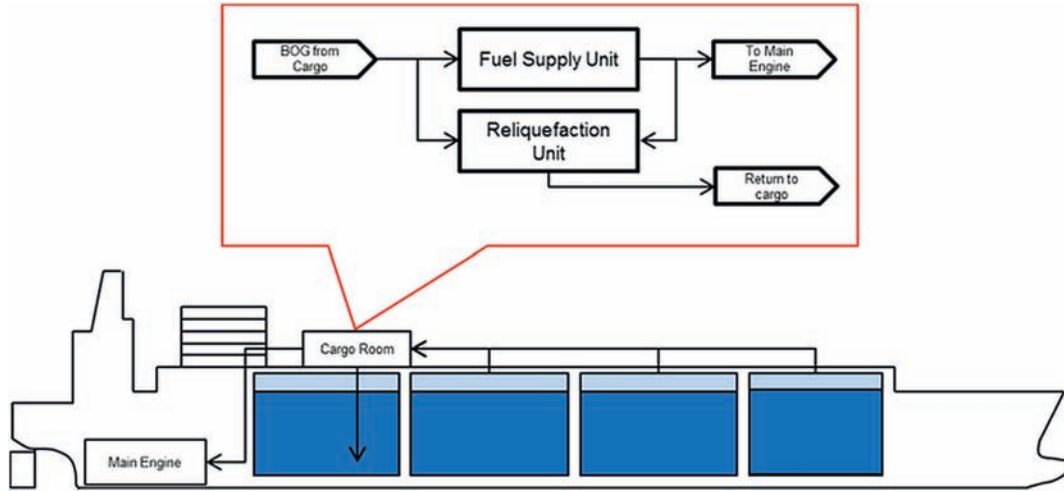 BOG from
Cargo
Fuel Supply Unit
To Main
Engine
Reliquefaction
Unit
Return to
cargo
Cargo Room
Main Engine